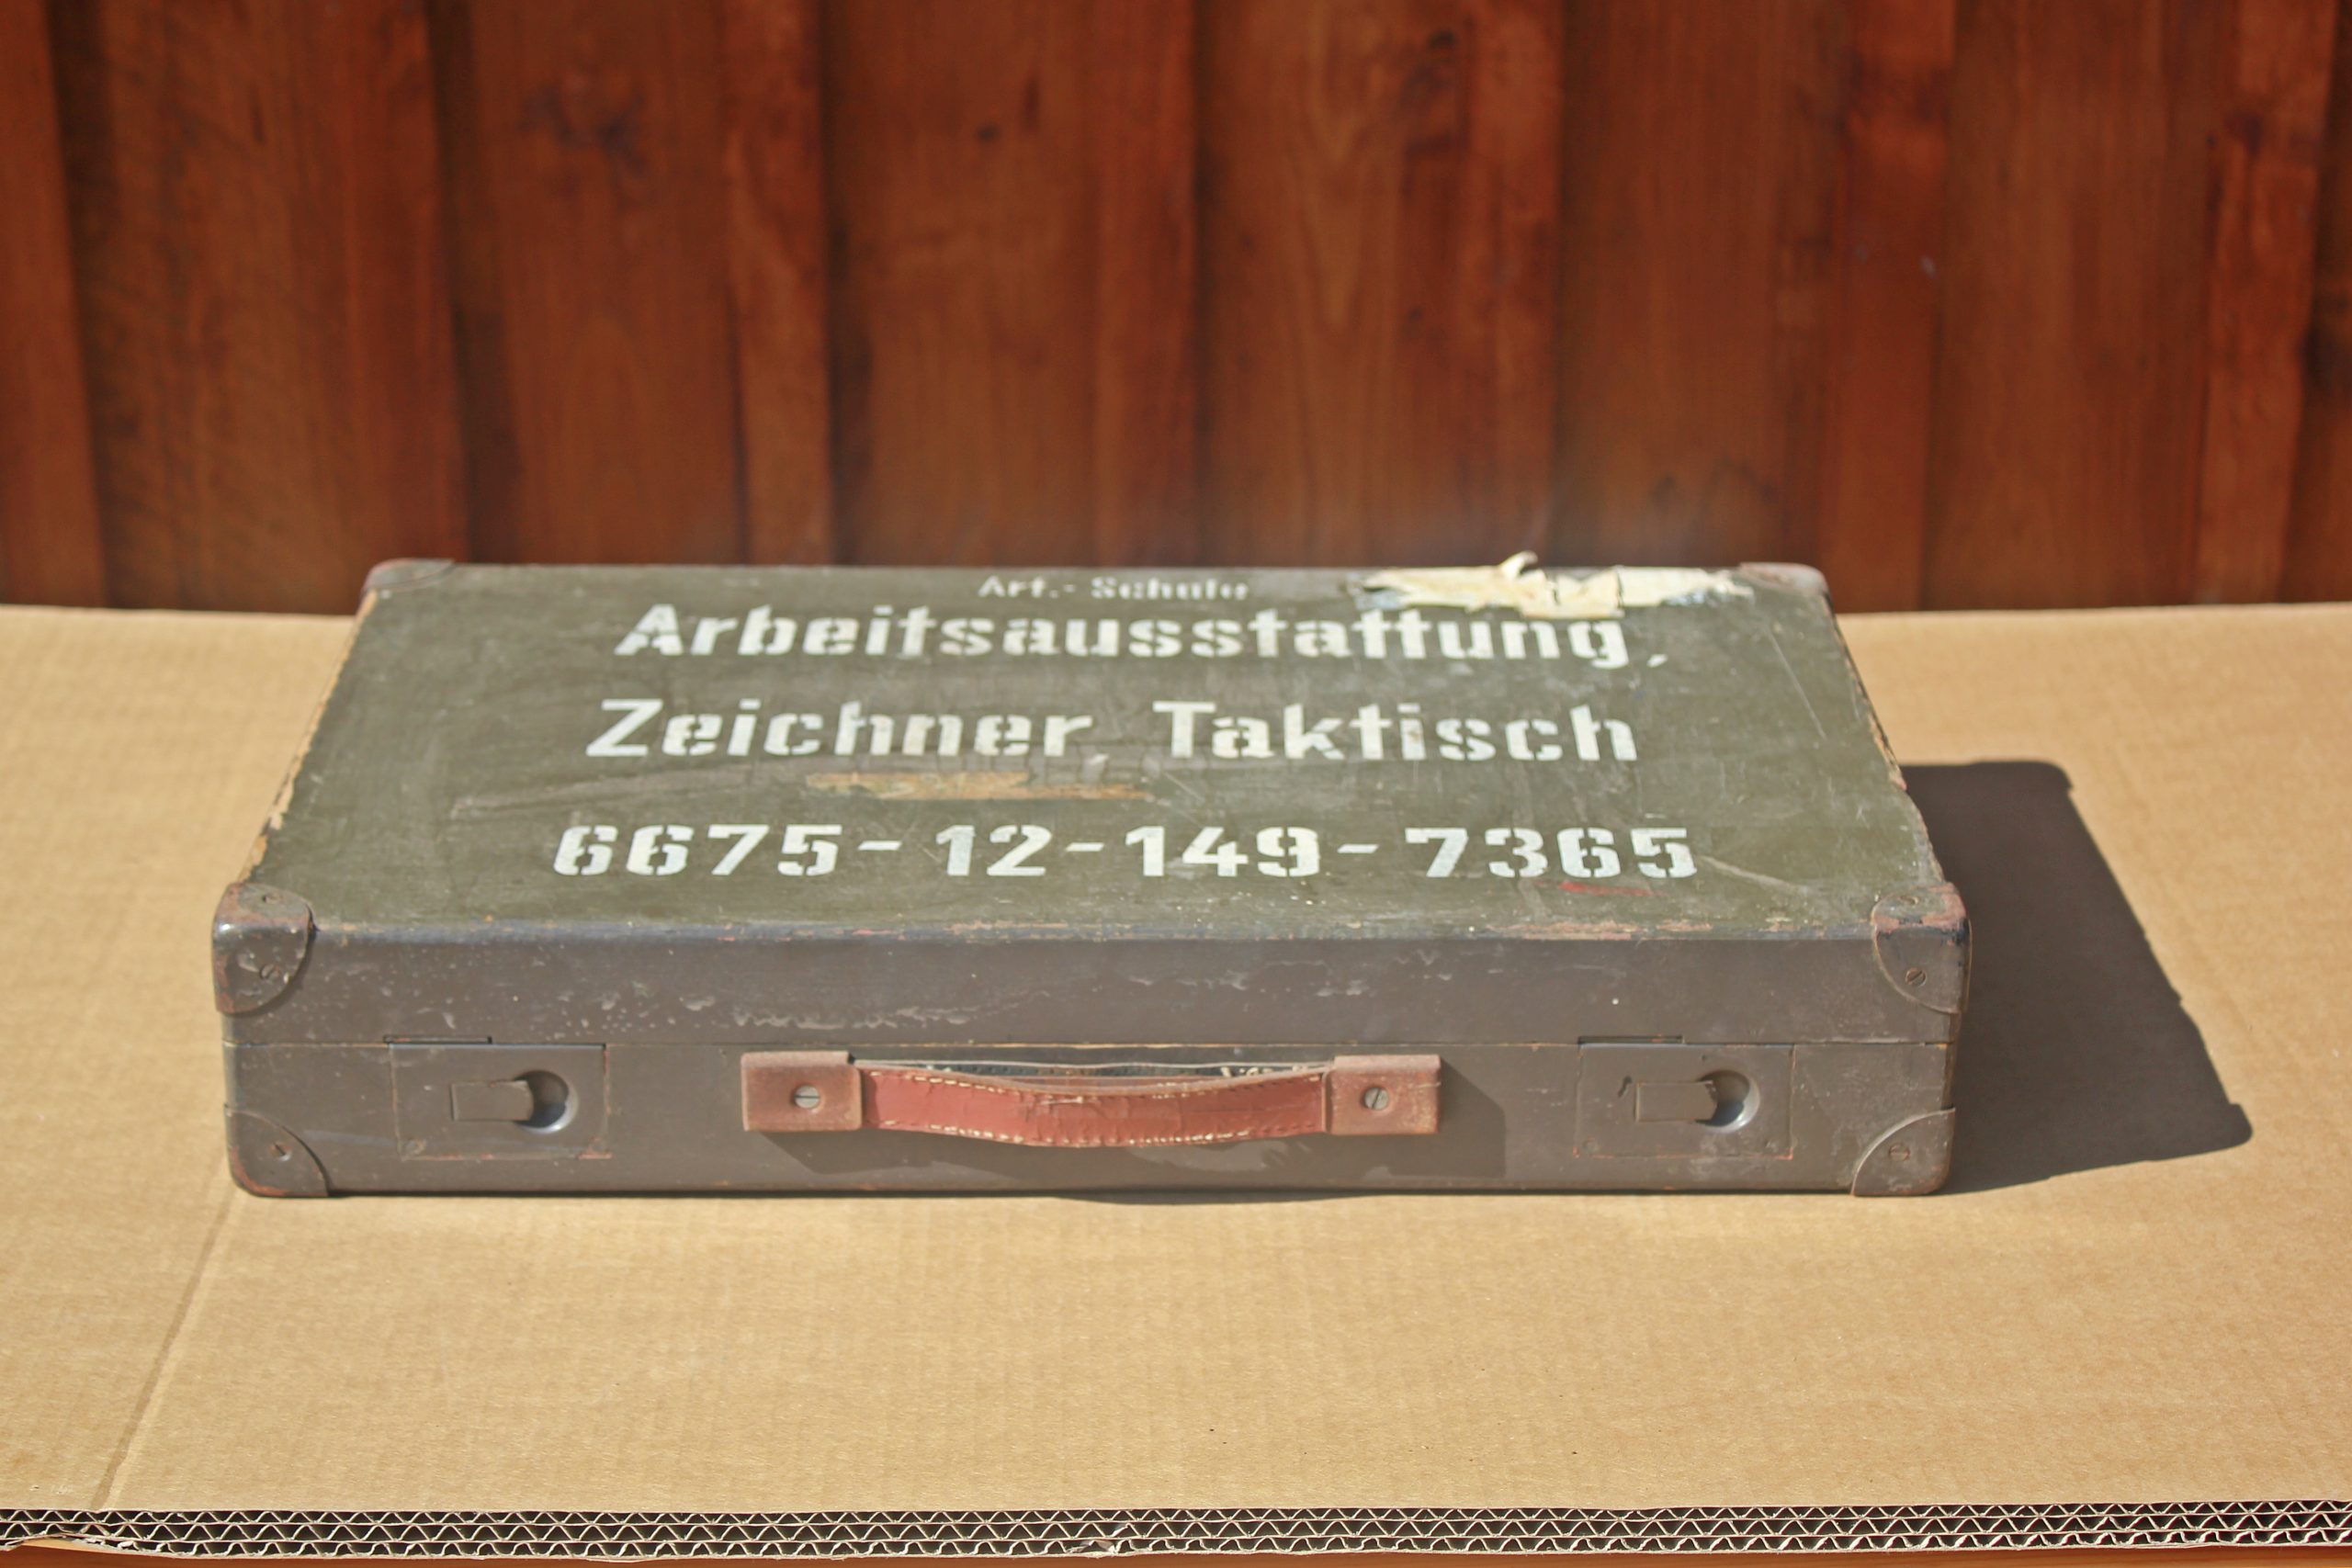 Art.- Schule
Arbeitsausstattung,
Zeichner, Taktisch
6675-12-149-7365